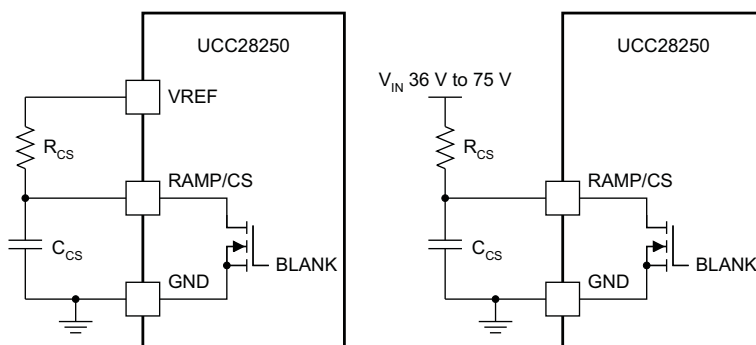 UCC28250
VREF
R_CS
RAMP/CS
C_CS
BLANK
GND
UCC28250
V_IN 36 V to 75 V
R_CS
RAMP/CS
C_CS
BLANK
GND